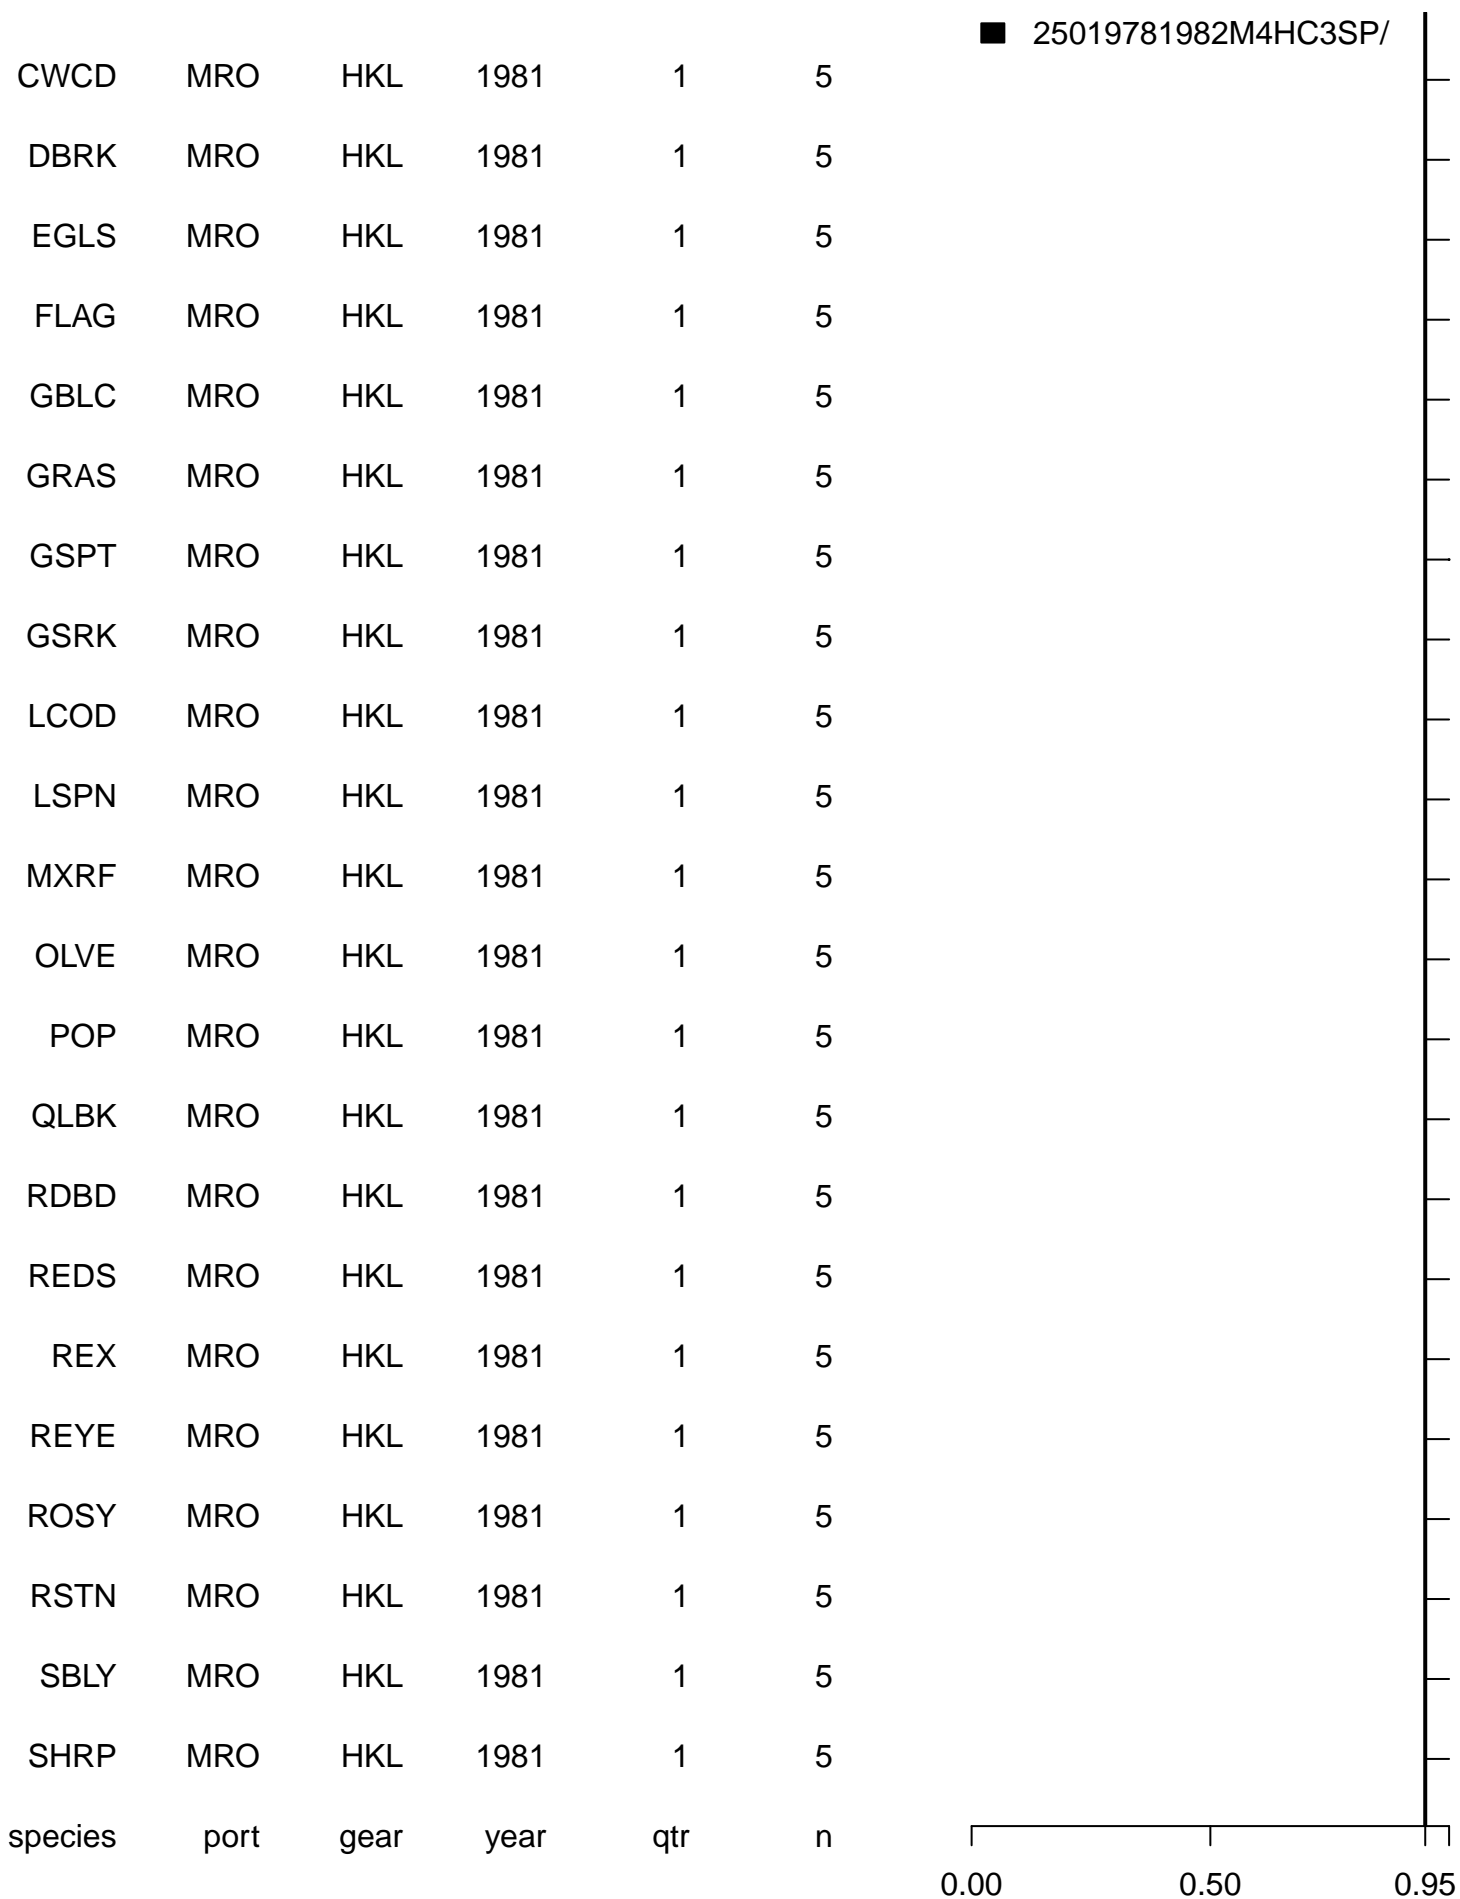 25019781982M4HC3SP/
CWCD MRO HKL 1981 1 5
DBRK MRO HKL 1981 1 5
EGLS MRO HKL 1981 1 5
FLAG MRO HKL 1981 1 5
GBLC MRO HKL 1981 1 5
GRAS MRO HKL 1981 1 5
GSPT MRO HKL 1981 1 5
GSRK MRO HKL 1981 1 5
LCOD MRO HKL 1981 1 5
LSPN MRO HKL 1981 1 5
MXRF MRO HKL 1981 1 5
OLVE MRO HKL 1981 1 5
POP MRO HKL 1981 1 5
QLBK MRO HKL 1981 1 5
RDBD MRO HKL 1981 1 5
REDS MRO HKL 1981 1 5
REX MRO HKL 1981 1 5
REYE MRO HKL 1981 1 5
ROSY MRO HKL 1981 1 5
RSTN MRO HKL 1981 1 5
SBLY MRO HKL 1981 1 5
SHRP MRO HKL 1981 1 5
species port gear year qtr n
0.00 0.50 0.95